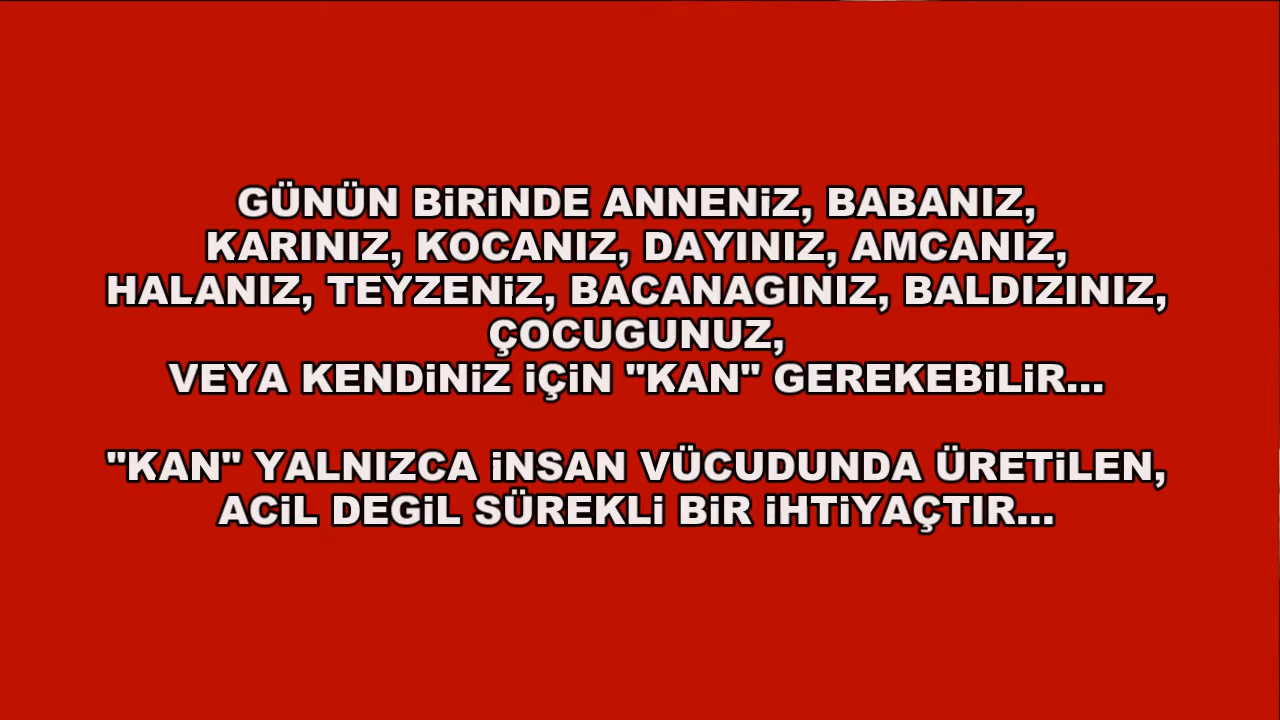 GÜNÜN BiRiNDE ANNENiZ, BABANIZ,
KARINIZ, KOCANIZ, DAYINIZ, AMCANIZ,
HALANIZ, TEYZENiZ, BACANAGINIZ, BALDIZINIZ,
ÇOCUGUNUZ,
VEYA KENDiNiZ iÇiN "KAN" GEREKEBiLiR...
"KAN" YALNIZCA iNSAN VÜCUDUNDA ÜRETiLEN,
ACiL DEGiL SÜREKLi BiR iHTiYAÇTIR...